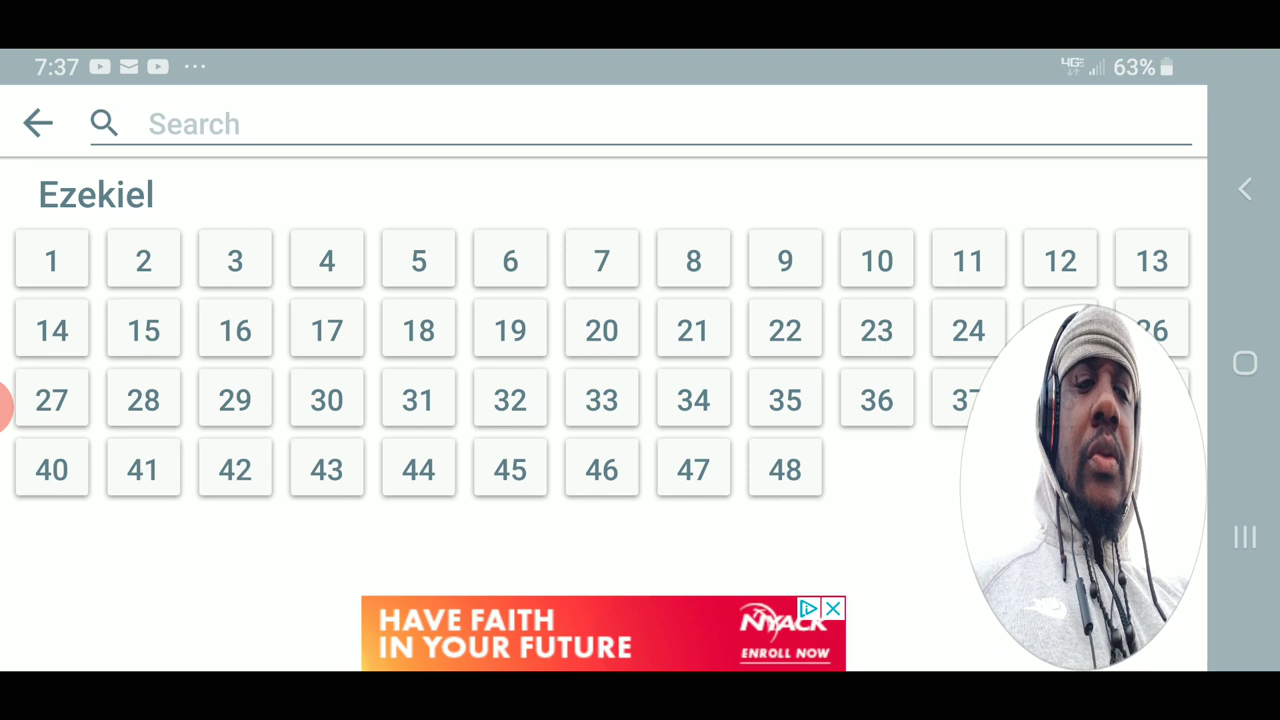 7:37 ... 4GE 63%
Search
Ezekiel
1 2 3 4 5 6 7 8 9 10 11 12 13
14 15 16 17 18 19 20 21 22 23 24
27 28 29 30 31 32 33 34 35 36
40 41 42 43 44 45 46 47 48
HAVE FAITH
IN YOUR FUTURE
NYACK
ENROLL NOW